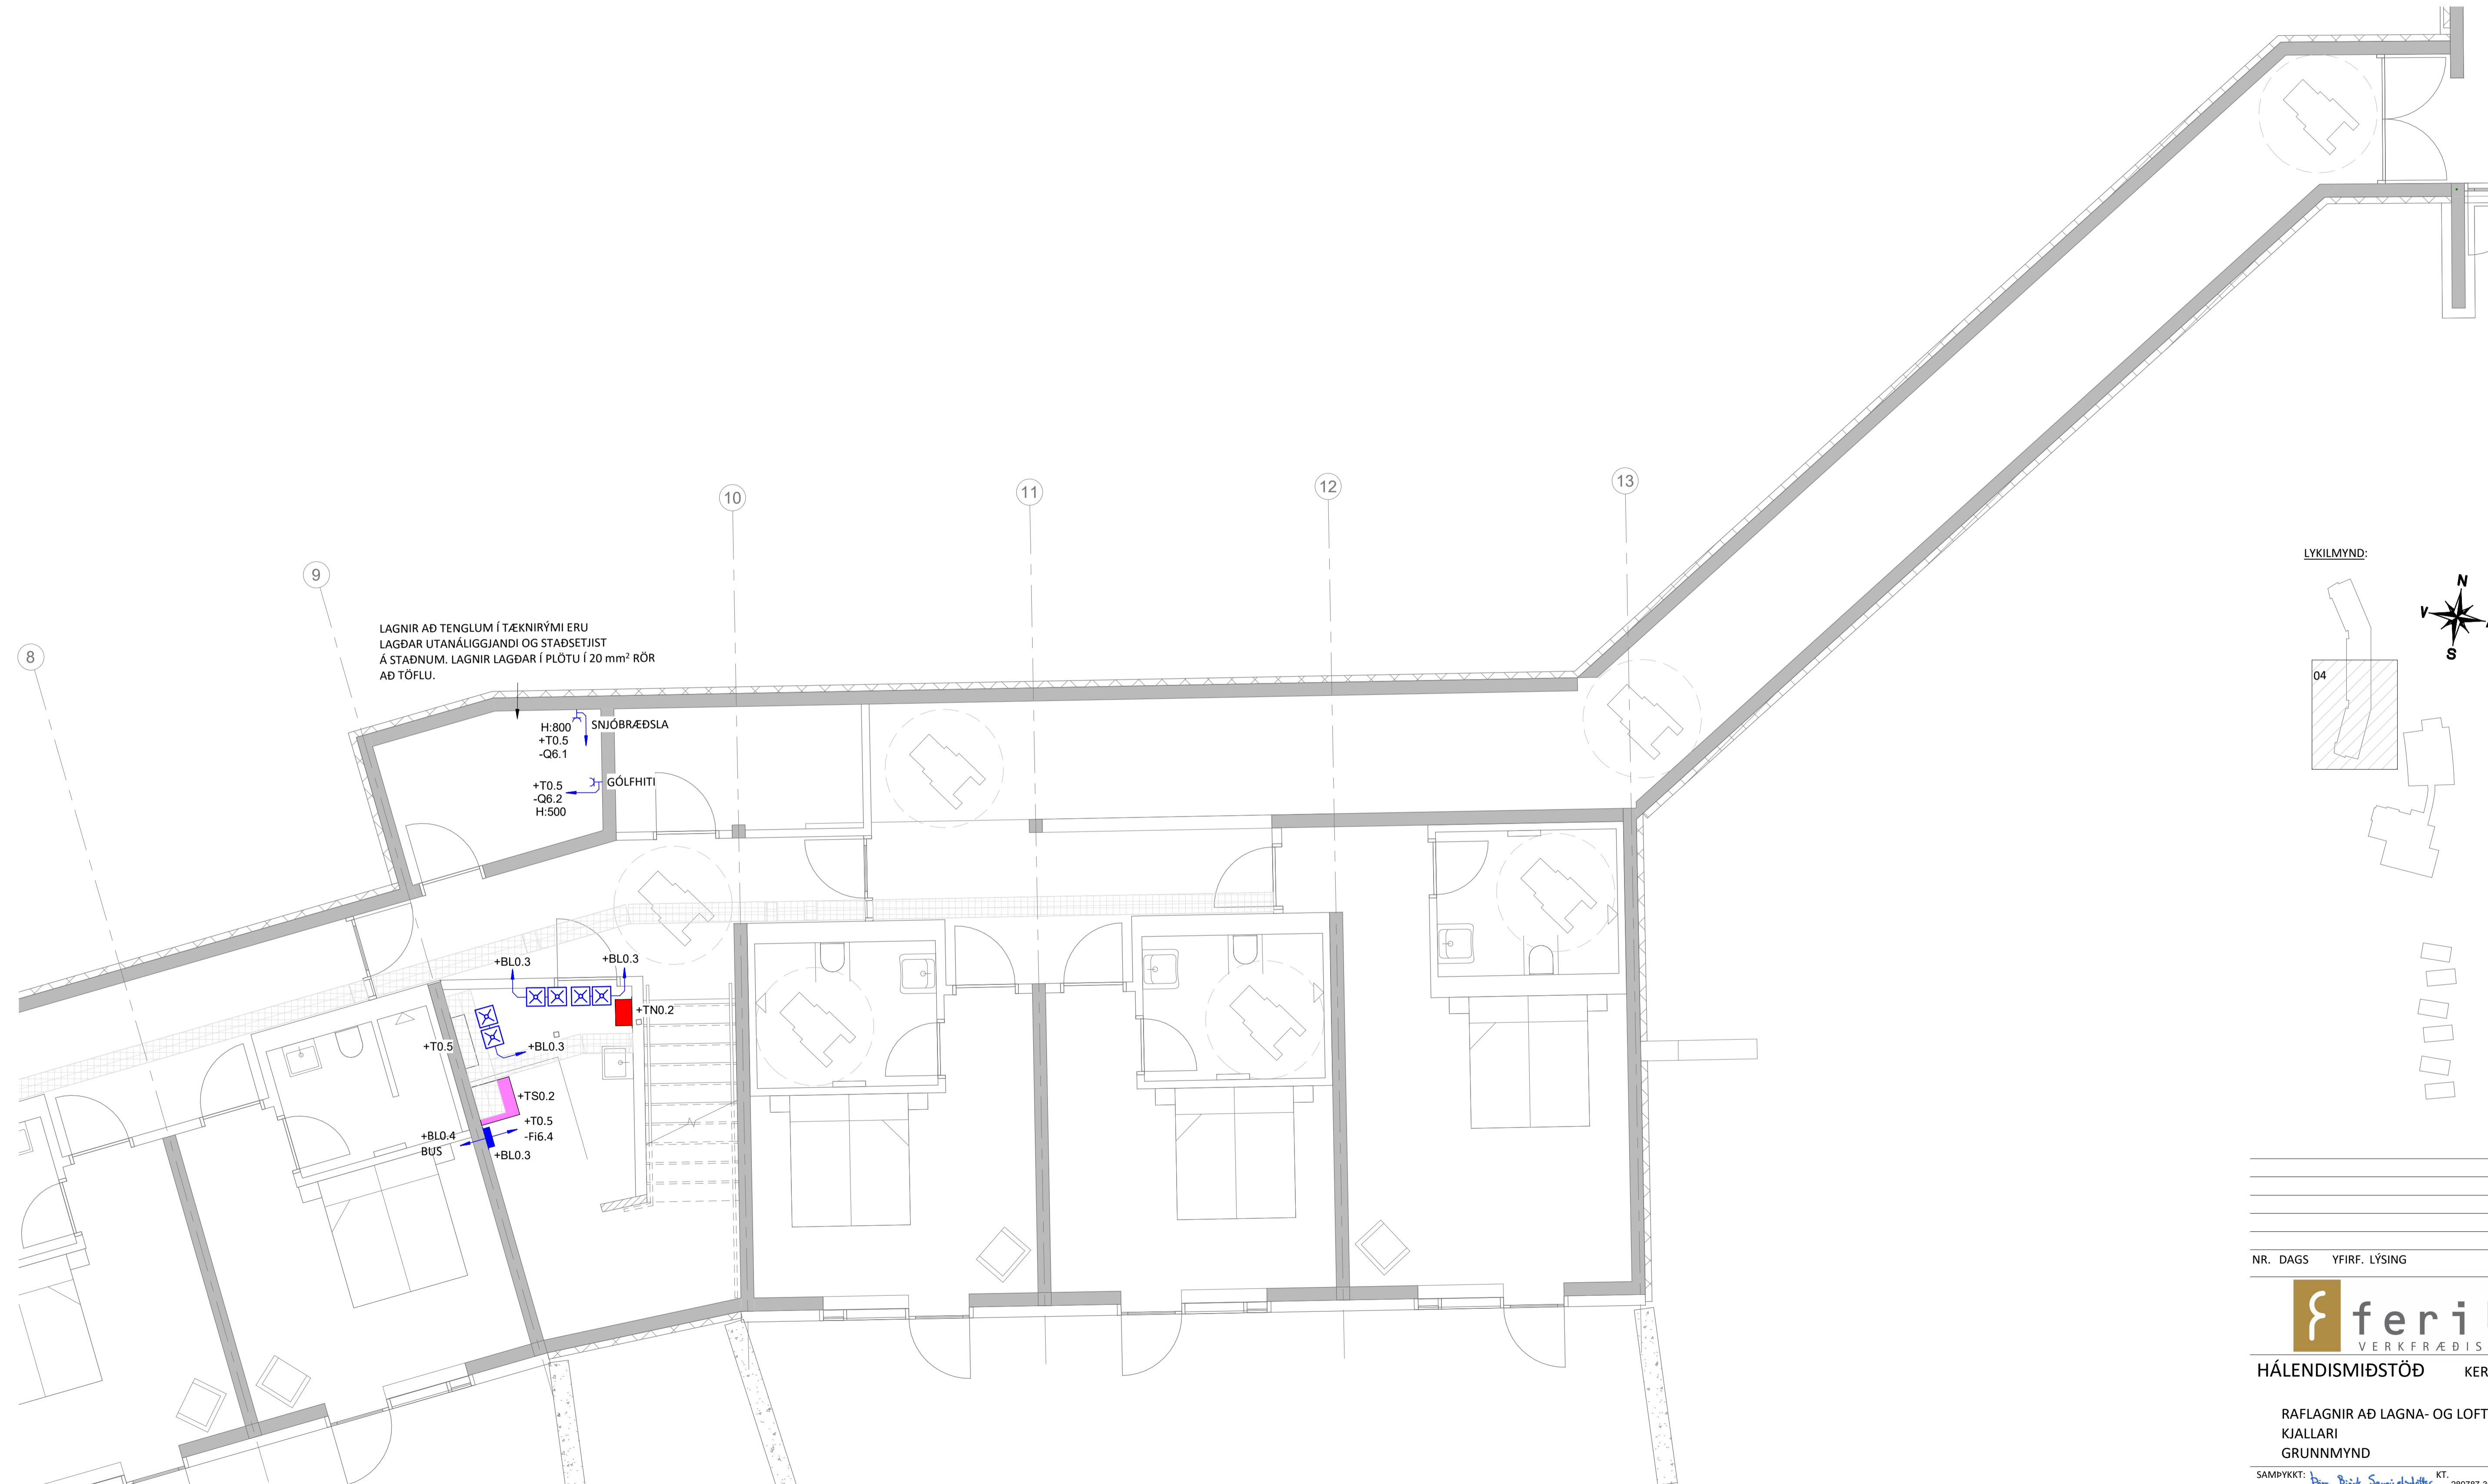 10
11
12
13
9
8
LAGNIR AÐ TENGLUM Í TÆKNIRÝMI ERU
LAGÐAR UTANÁLIGGJANDI OG STAÐSETJIST
Á STAÐNUM. LAGNIR LAGÐAR Í PLÖTU Í 20 mm² RÖR
AÐ TÖFLU.
H:800
+T0.5
-Q6.1
SNJÓBRÆÐSLA
+T0.5
-Q6.2
H:500
GÓLFHITI
+BL0.3
+BL0.3
+TN0.2
+T0.5
+BL0.3
+TS0.2
+T0.5
-Fi6.4
+BL0.4
BUS
+BL0.3
LYKILMYND:
N
V
S
04
NR. DAGS YFIRF. LÝSING
feri
VERKFRÆÐIS
HÁLENDISMIÐSTÖÐ KER
RAFLAGNIR AÐ LAGNA- OG LOFT
KJALLARI
GRUNNMYND
SAMÞYKKT: KT.